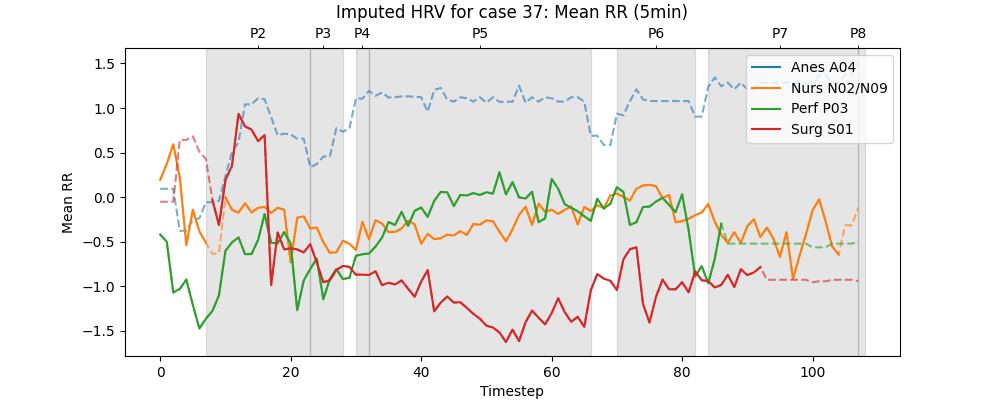 Imputed HRV for case 37: Mean RR (5min)
P2 P3 P4 P5 P6 P7 P8
Anes A04
Nurs N02/N09
Perf P03
Surg S01
1.5
1.0
0.5
0.0
−0.5
−1.0
−1.5
Mean RR
0 20 40 60 80 100
Timestep